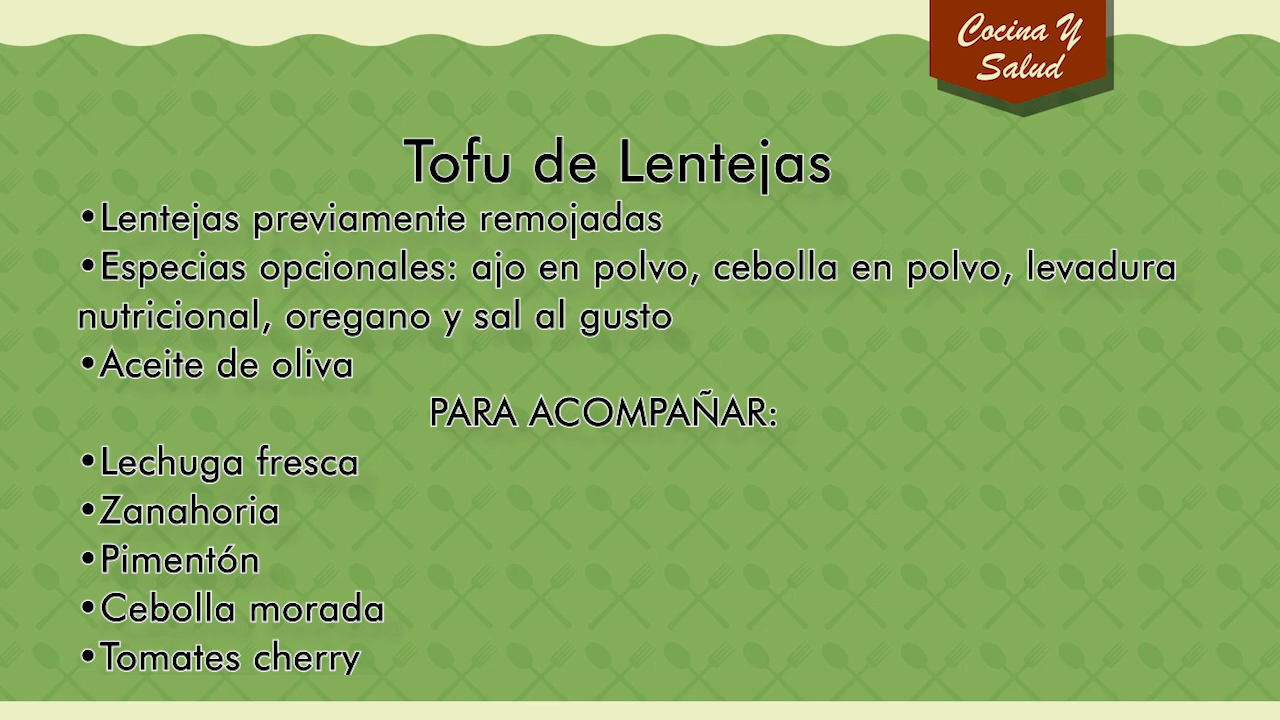 Cocina Y
Salud
Tofu de Lentejas
•Lentejas previamente remojadas
•Especias opcionales: ajo en polvo, cebolla en polvo, levadura
nutricional, oregano y sal al gusto
•Aceite de oliva
PARA ACOMPAÑAR:
•Lechuga fresca
•Zanahoria
•Pimentón
•Cebolla morada
•Tomates cherry